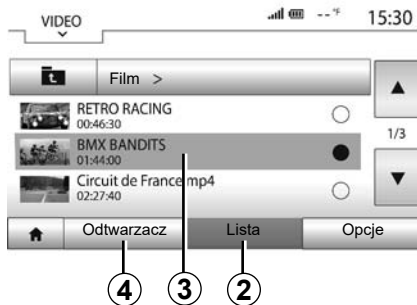 VIDEO
--°F
15:30
Film >
RETRO RACING
00:46:30
1/3
BMX BANDITS
01:44:00
Circuit de France mp4
02:27:40
Odtwarzacz
Lista
Opcje
4
3
2